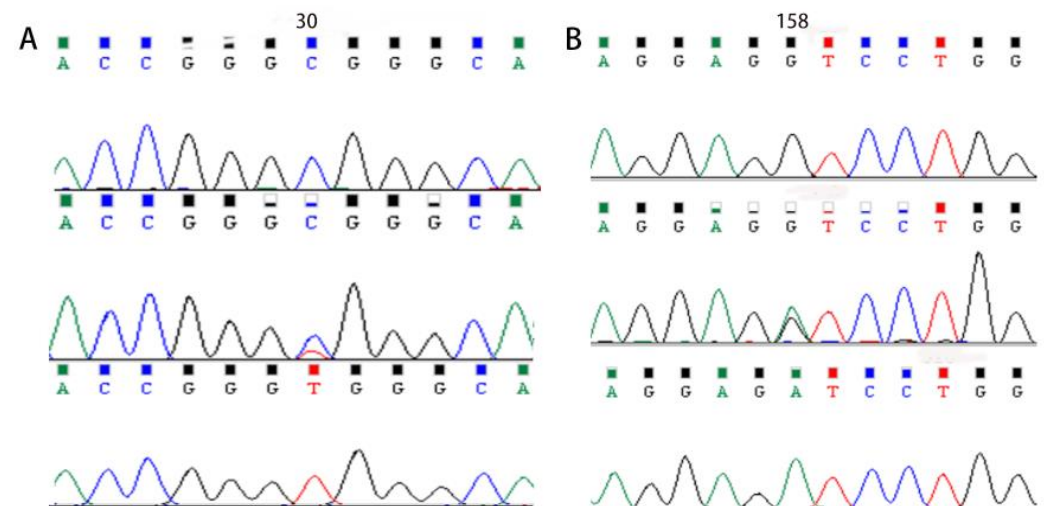 A
30
A C C G G G C G G G C A
A C C G G G C G G G C A
A C C G G G T G G G C A
B
158
A G G A G G T C C T G G
A G G A G G T C C T G G
A G G A G A T C C T G G